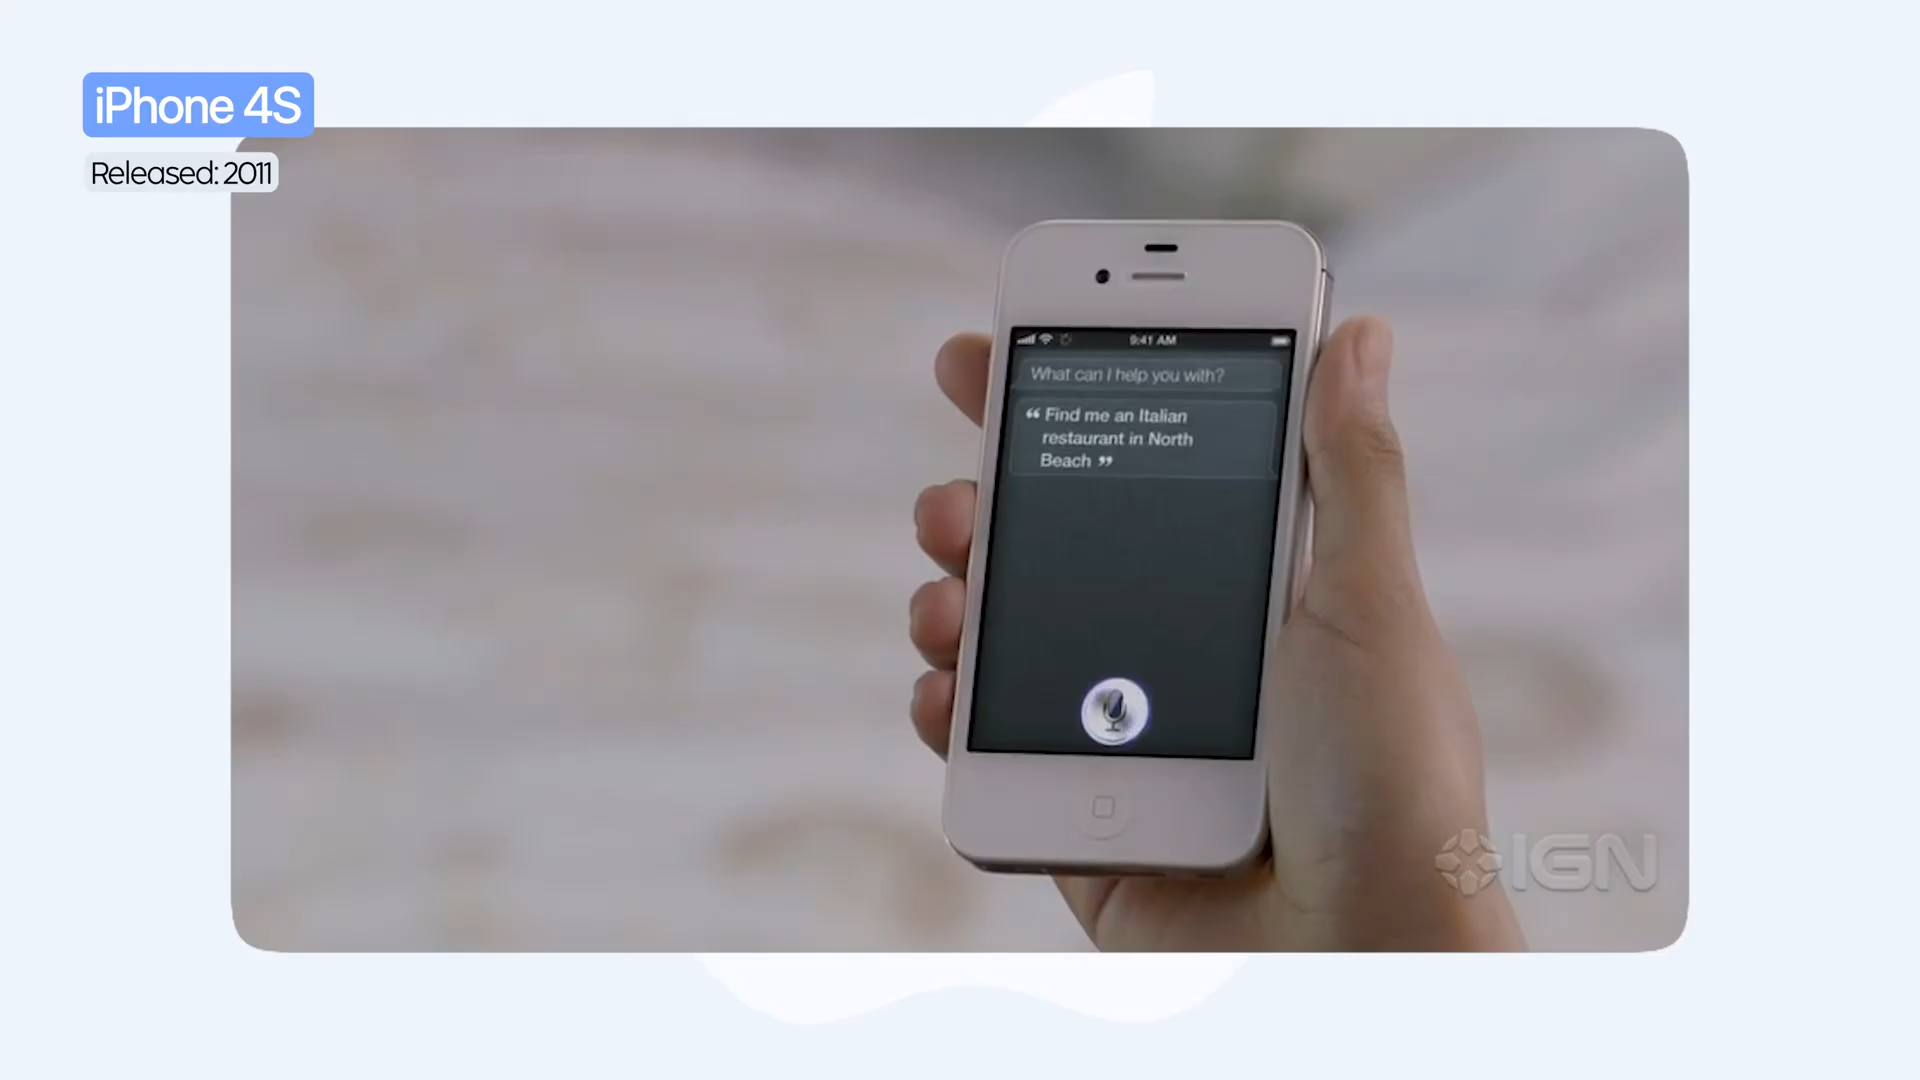 iPhone 4S
Released: 2011
9:41 AM
What can I help you with?
“ Find me an Italian
restaurant in North
Beach ”
IGN